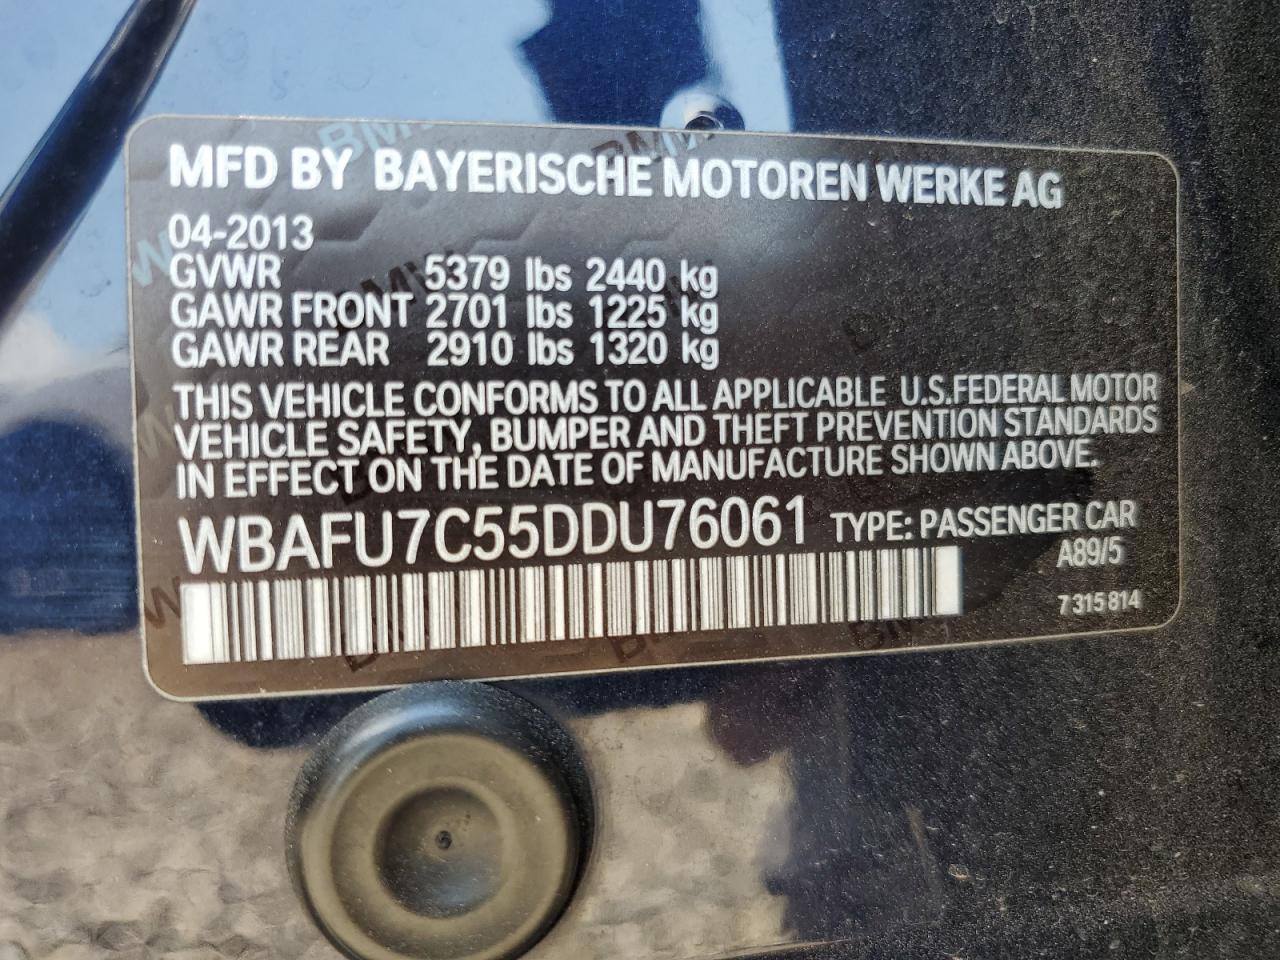 MFD BY BAYERISCHE MOTOREN WERKE AG
04-2013
GVWR 5379 lbs 2440 kg
GAWR FRONT 2701 lbs 1225 kg
GAWR REAR 2910 lbs 1320 kg
THIS VEHICLE CONFORMS TO ALL APPLICABLE U.S.FEDERAL MOTOR
VEHICLE SAFETY, BUMPER AND THEFT PREVENTION STANDARDS
IN EFFECT ON THE DATE OF MANUFACTURE SHOWN ABOVE.
WBAFU7C55DDU76061 TYPE: PASSENGER CAR
A89/5
7 315 814